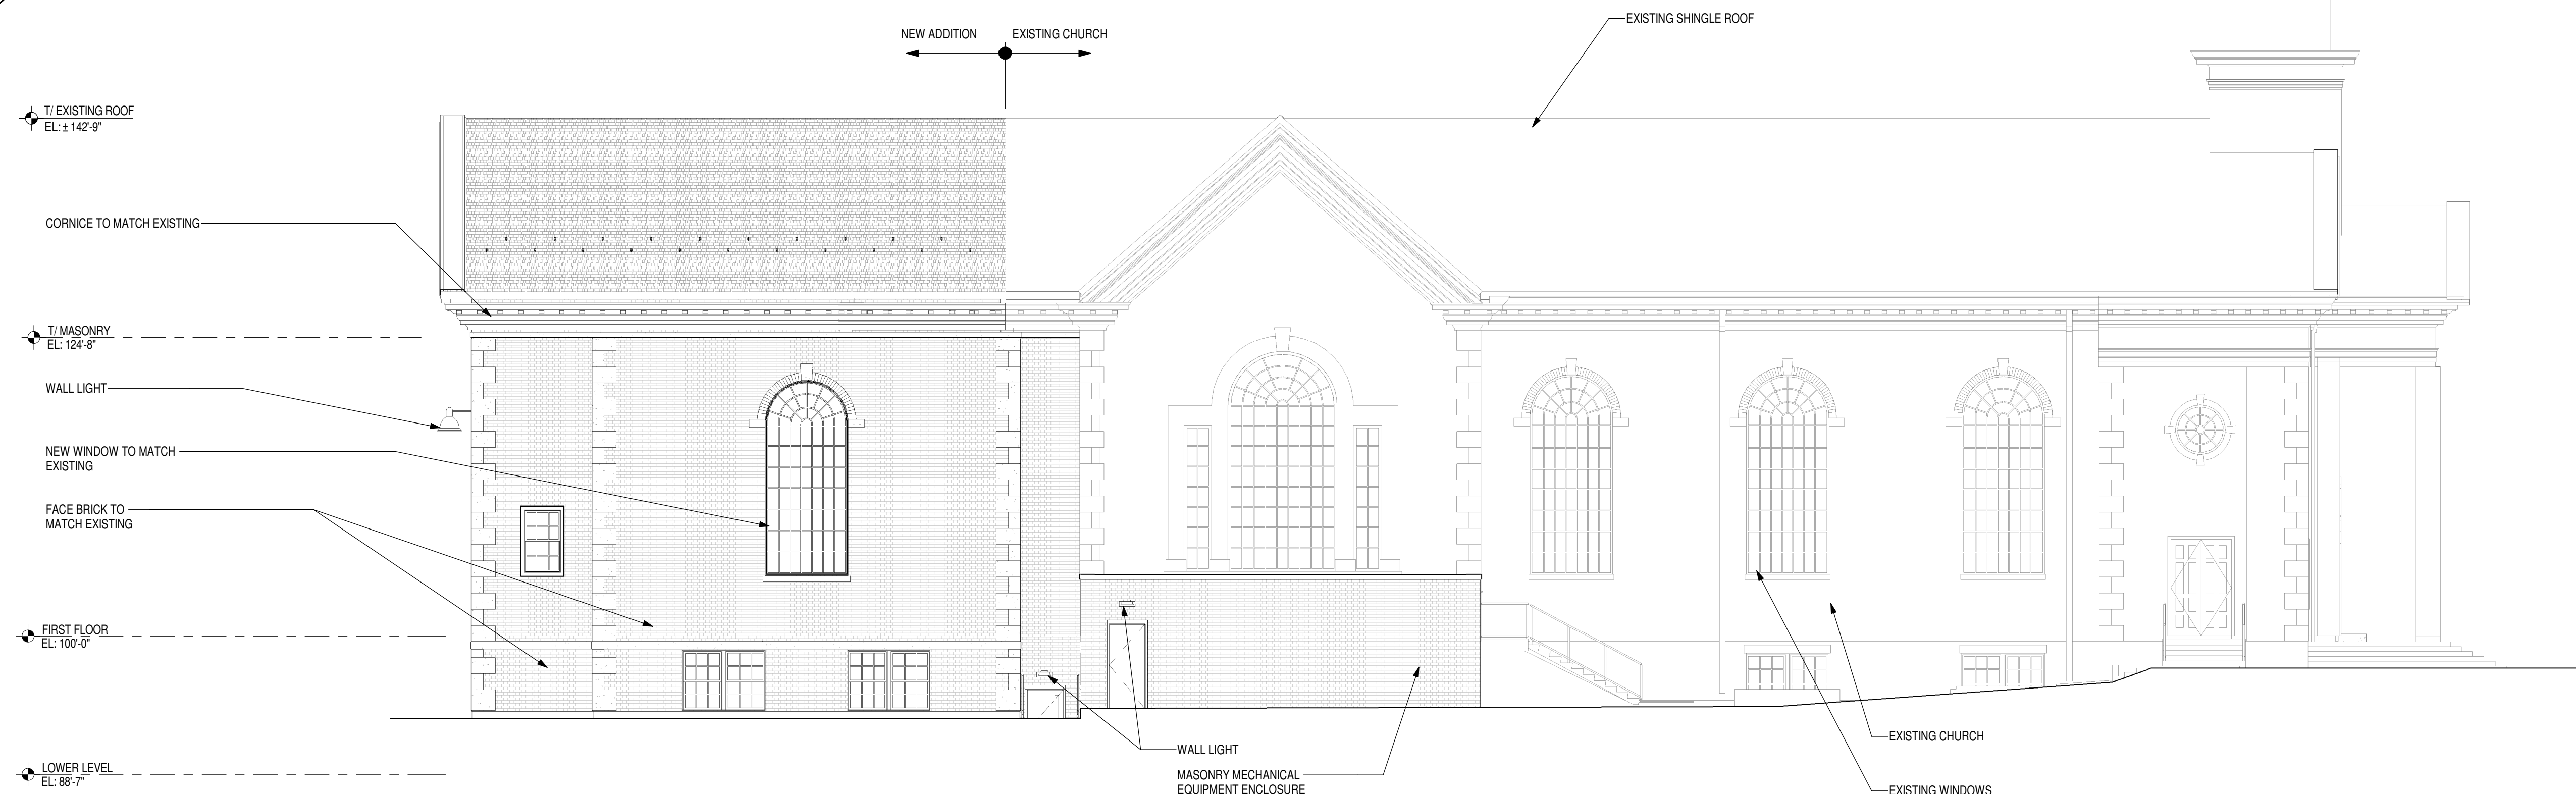 EXISTING SHINGLE ROOF
NEW ADDITION
EXISTING CHURCH
T/ EXISTING ROOF
EL: ± 142'-9"
CORNICE TO MATCH EXISTING
T/ MASONRY
EL: 124'-8"
WALL LIGHT
NEW WINDOW TO MATCH
EXISTING
FACE BRICK TO
MATCH EXISTING
FIRST FLOOR
EL: 100'-0"
EXISTING CHURCH
WALL LIGHT
LOWER LEVEL
EL: 88'-7"
MASONRY MECHANICAL
EQUIPMENT ENCLOSURE
EXISTING WINDOWS